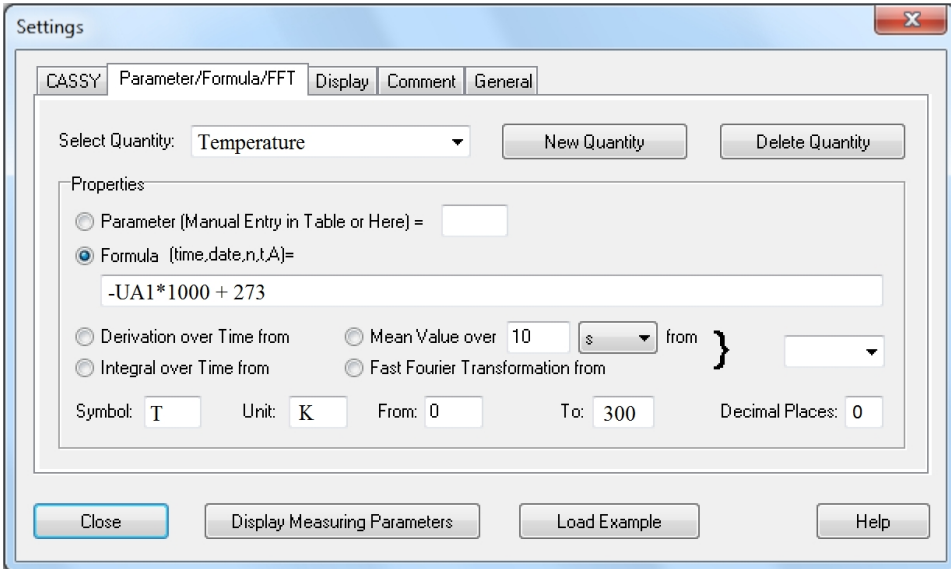 Settings
CASSY Parameter/Formula/FFT Display Comment General
Select Quantity: Temperature New Quantity Delete Quantity
Properties
Parameter (Manual Entry in Table or Here) =
Formula (time,date,n,t,A)=
-UA1*1000 + 273
Derivation over Time from Mean Value over 10 s from }
Integral over Time from Fast Fourier Transformation from
Symbol: T Unit: K From: 0 To: 300 Decimal Places: 0
Close Display Measuring Parameters Load Example Help